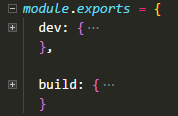 module.exports = {
dev: {···
},
build: {···
}